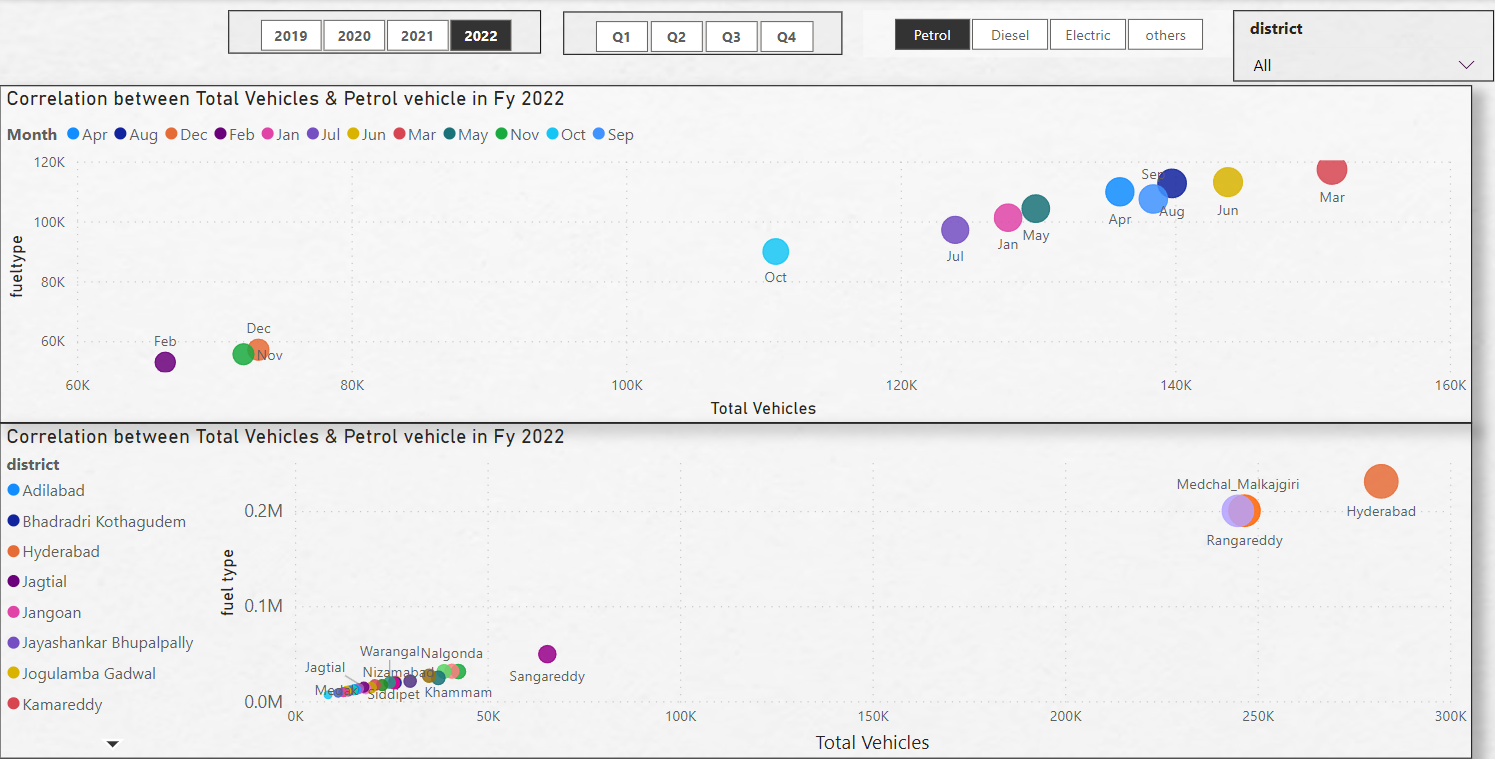 2019 2020 2021 2022 Q1 Q2 Q3 Q4 Petrol Diesel Electric others
district
All
Correlation between Total Vehicles & Petrol vehicle in Fy 2022
Month Apr Aug Dec Feb Jan Jul Jun Mar May Nov Oct Sep
120K
100K
80K
60K
fueltype
Sep
Mar
Jun
Aug
Apr
May
Jan
Jul
Oct
Dec
Feb
Nov
60K 80K 100K 120K 140K 160K
Total Vehicles
Correlation between Total Vehicles & Petrol vehicle in Fy 2022
district
Adilabad
Bhadradri Kothagudem
Hyderabad
Jagtial
Jangoan
Jayashankar Bhupalpally
Jogulamba Gadwal
Kamareddy
fuel type
0.2M
0.1M
0.0M
Medchal_Malkajgiri
Hyderabad
Rangareddy
Warangal Nalgonda
Jagtial
Nizamabad
Sangareddy
Siddipet Khammam
0K 50K 100K 150K 200K 250K 300K
Total Vehicles